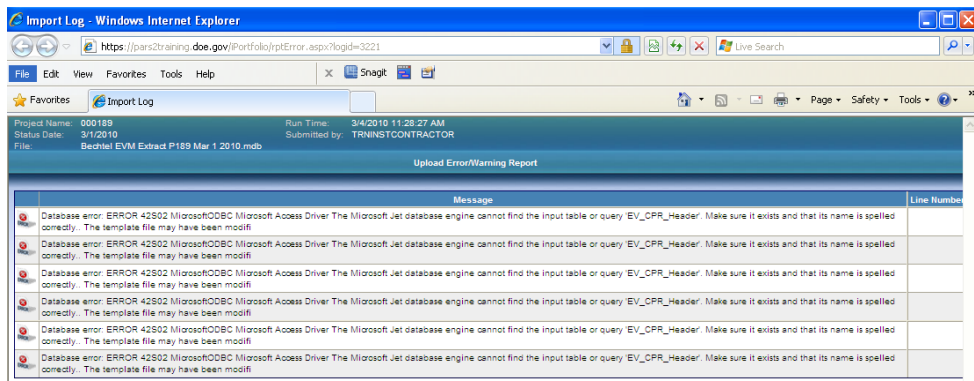 Import Log - Windows Internet Explorer
https://pars2training.doe.gov/iPortfolio/rptError.aspx?logid=3221
Live Search
File Edit View Favorites Tools Help
Snagit
Favorites Import Log
Page Safety Tools
Project Name: 000189 Run Time: 3/4/2010 11:28:27 AM
Status Date: 3/1/2010 Submitted by: TRNINSTCONTRACTOR
File: Bechtel EVM Extract P189 Mar 1 2010.mdb
Upload Error/Warning Report
Message Line Number
Database error: ERROR 42S02 MicrosoftODBC Microsoft Access Driver The Microsoft Jet database engine cannot find the input table or query 'EV_CPR_Header'. Make sure it exists and that its name is spelled
correctly.. The template file may have been modifi
Database error: ERROR 42S02 MicrosoftODBC Microsoft Access Driver The Microsoft Jet database engine cannot find the input table or query 'EV_CPR_Header'. Make sure it exists and that its name is spelled
correctly.. The template file may have been modifi
Database error: ERROR 42S02 MicrosoftODBC Microsoft Access Driver The Microsoft Jet database engine cannot find the input table or query 'EV_CPR_Header'. Make sure it exists and that its name is spelled
correctly.. The template file may have been modifi
Database error: ERROR 42S02 MicrosoftODBC Microsoft Access Driver The Microsoft Jet database engine cannot find the input table or query 'EV_CPR_Header'. Make sure it exists and that its name is spelled
correctly.. The template file may have been modifi
Database error: ERROR 42S02 MicrosoftODBC Microsoft Access Driver The Microsoft Jet database engine cannot find the input table or query 'EV_CPR_Header'. Make sure it exists and that its name is spelled
correctly.. The template file may have been modifi
Database error: ERROR 42S02 MicrosoftODBC Microsoft Access Driver The Microsoft Jet database engine cannot find the input table or query 'EV_CPR_Header'. Make sure it exists and that its name is spelled
correctly.. The template file may have been modifi